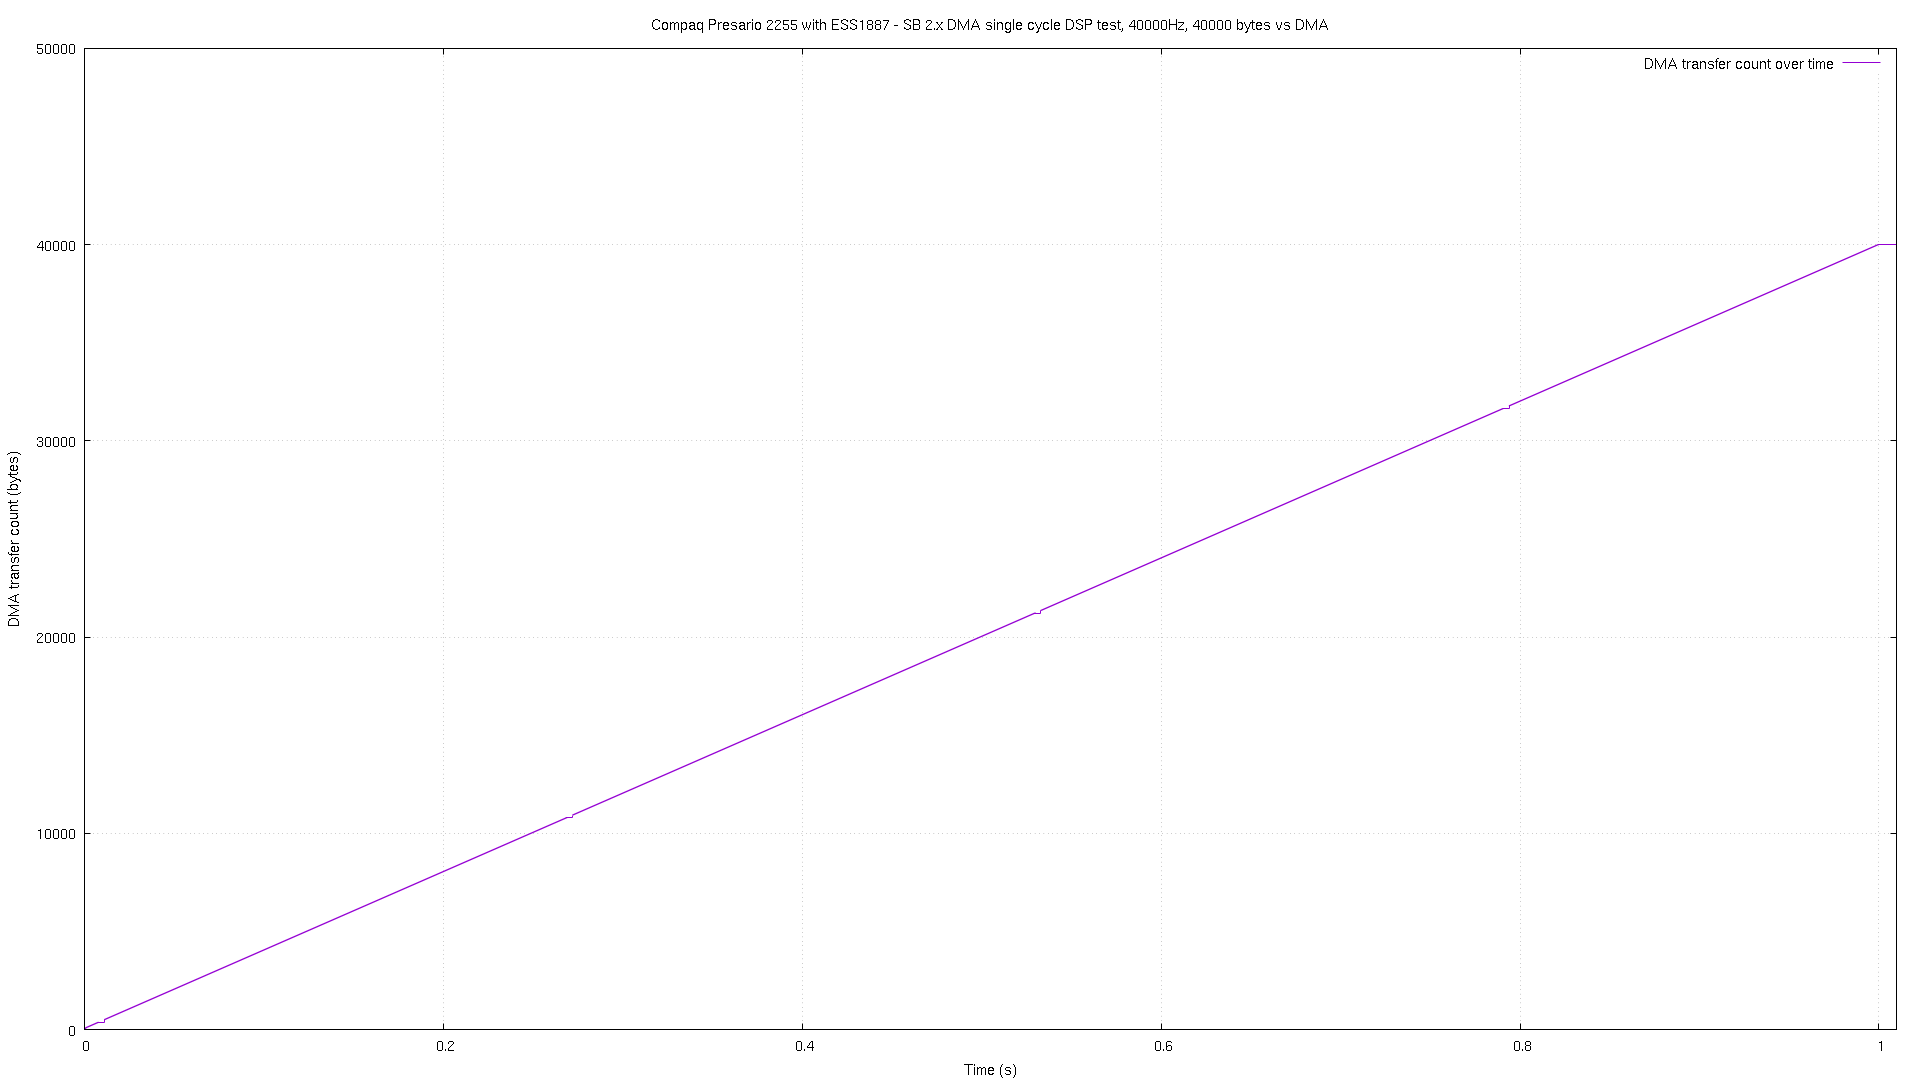 Compaq Presario 2255 with ESS1887 - SB 2.x DMA single cycle DSP test, 40000Hz, 40000 bytes vs DMA
DMA transfer count over time
50000
40000
30000
20000
10000
0
DMA transfer count (bytes)
0 0.2 0.4 0.6 0.8 1
Time (s)